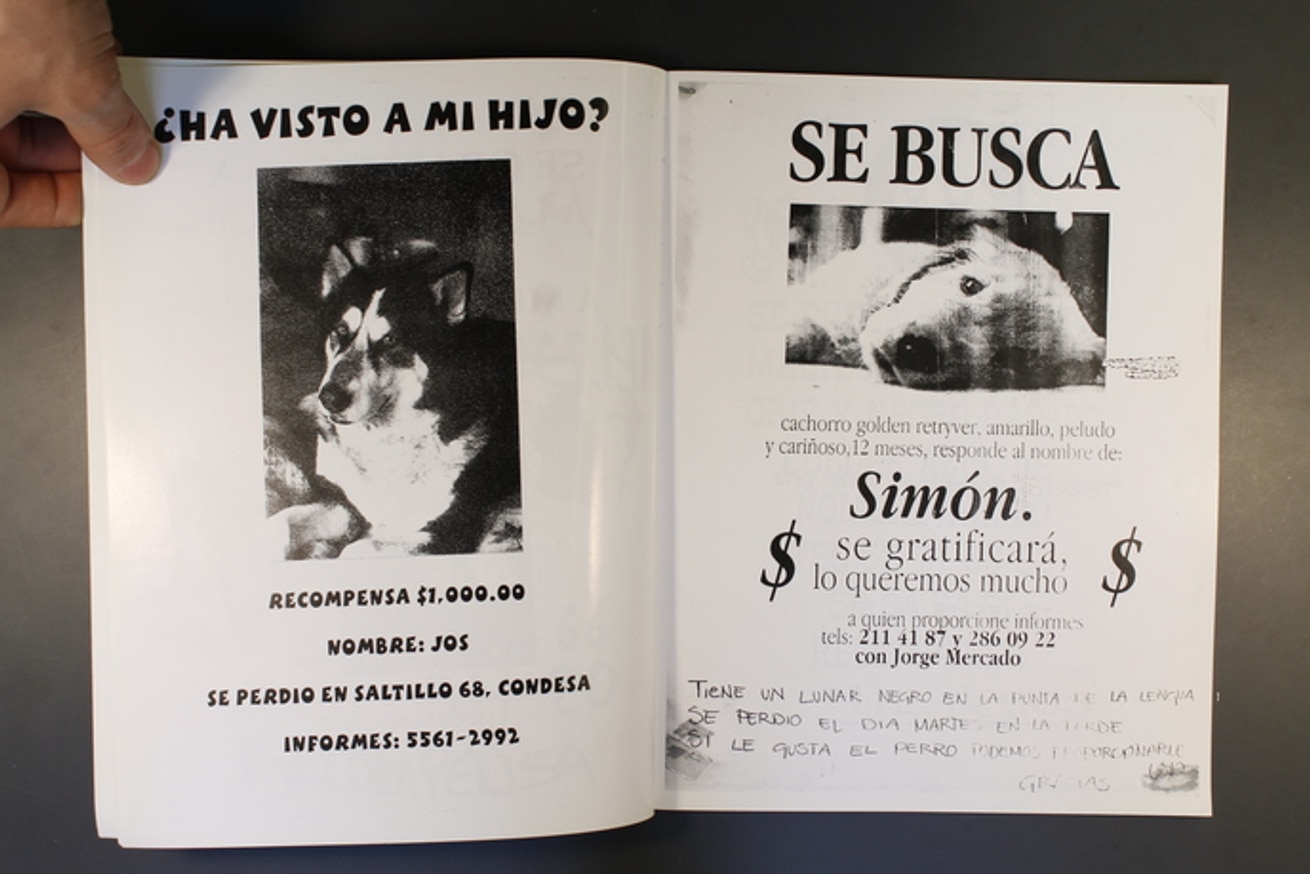 ¿HA VISTO A MI HIJO?
RECOMPENSA $1,000.00
NOMBRE: JOS
SE PERDIO EN SALTILLO 68, CONDESA
INFORMES: 5561-2992
SE BUSCA
cachorro golden retryver, amarillo, peludo
y cariñoso,12 meses, responde al nombre de:
Simón.
$ se gratificará, $
lo queremos mucho
a quien proporcione informes
tels: 211 41 87 y 286 09 22
con Jorge Mercado
TIENE UN LUNAR NEGRO EN LA PUNTA DE LA LENGUA
SE PERDIO EL DIA MARTES EN LA TARDE
SI LE GUSTA EL PERRO PODEMOS PROPORCIONARLE
GRACIAS